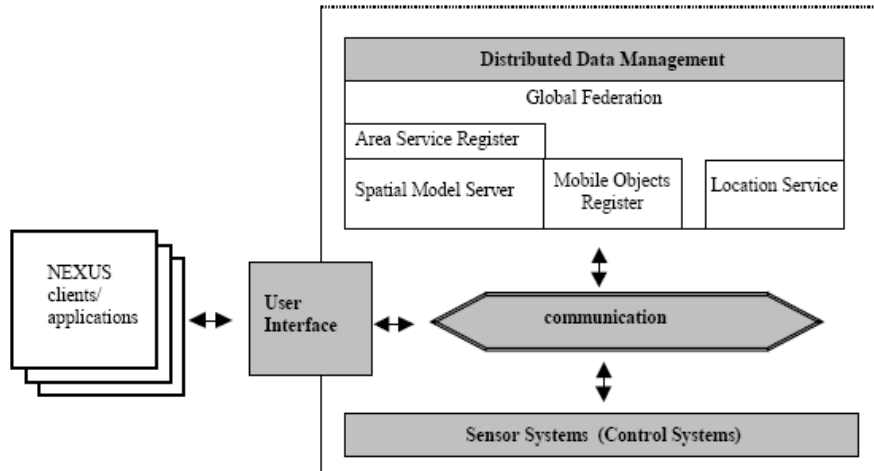 Distributed Data Management
Global Federation
Area Service Register
Spatial Model Server
Mobile Objects
Register
Location Service
NEXUS
clients/
applications
User
Interface
communication
Sensor Systems (Control Systems)